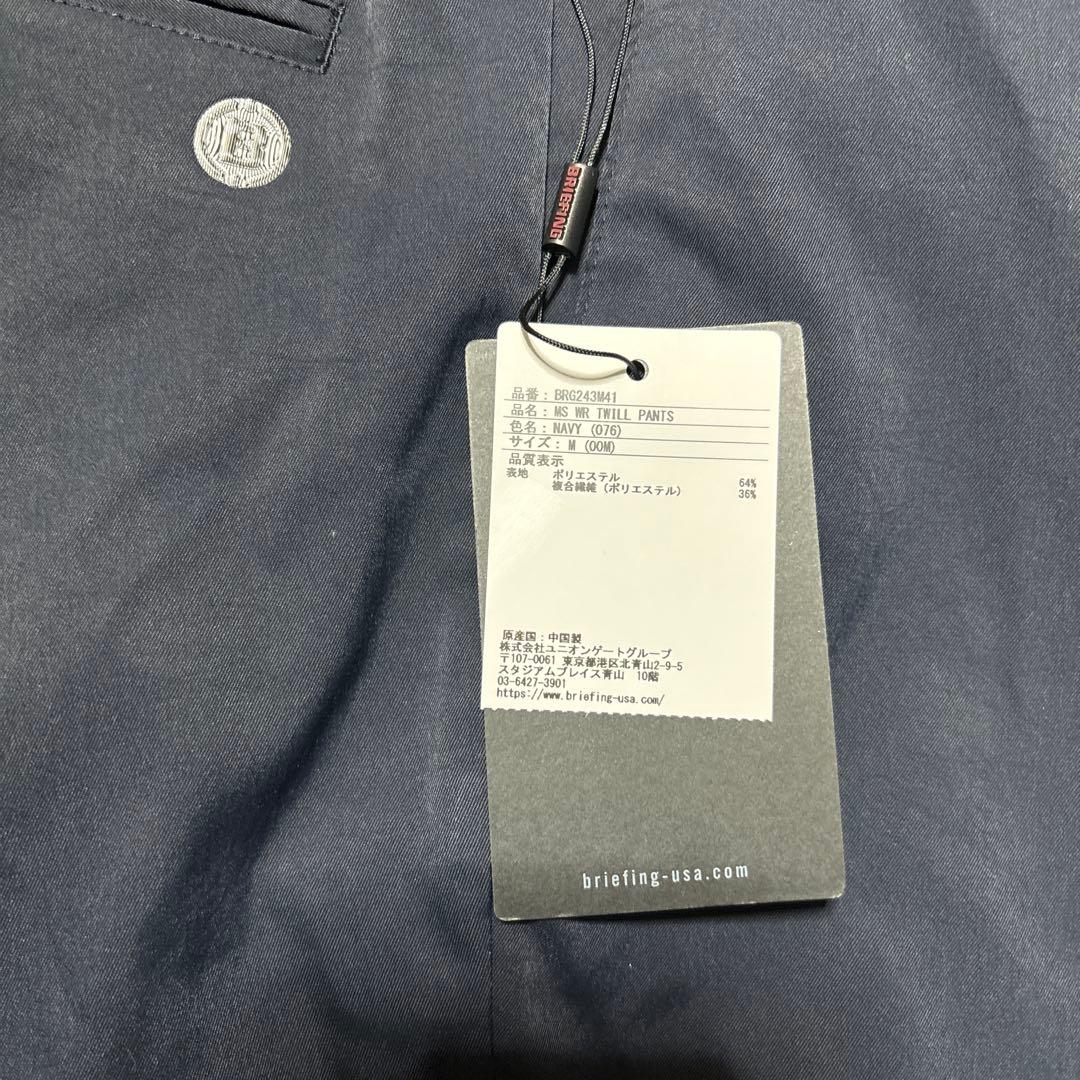 B
BRIEFING
品番：BRG243M41
品名：MS WR TWILL PANTS
色名：NAVY (076)
サイズ：M (00M)
品質表示
表地 ポリエステル 64%
複合繊維（ポリエステル） 36%
原産国：中国製
株式会社ユニオンゲートグループ
〒107-0061 東京都港区北青山2-9-5
スタジアムプレイス青山 10階
03-6427-3901
https://www.briefing-usa.com/
briefing-usa.com